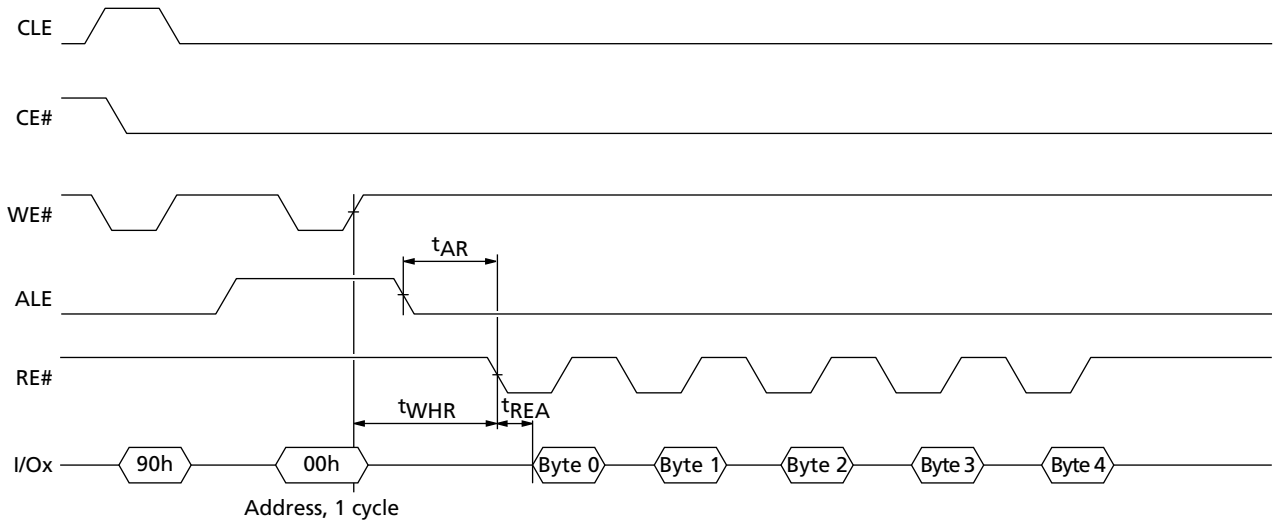 CLE
CE#
WE#
tAR
ALE
RE#
tWHR tREA
I/Ox 90h 00h Byte 0 Byte 1 Byte 2 Byte 3 Byte 4
Address, 1 cycle